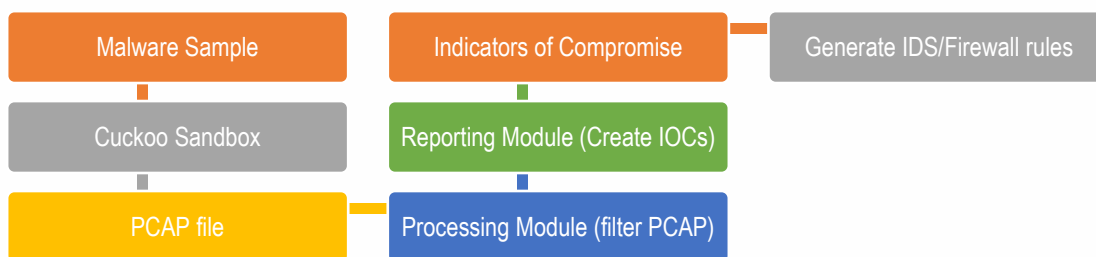 Malware Sample
Cuckoo Sandbox
PCAP file
Processing Module (filter PCAP)
Reporting Module (Create IOCs)
Indicators of Compromise
Generate IDS/Firewall rules